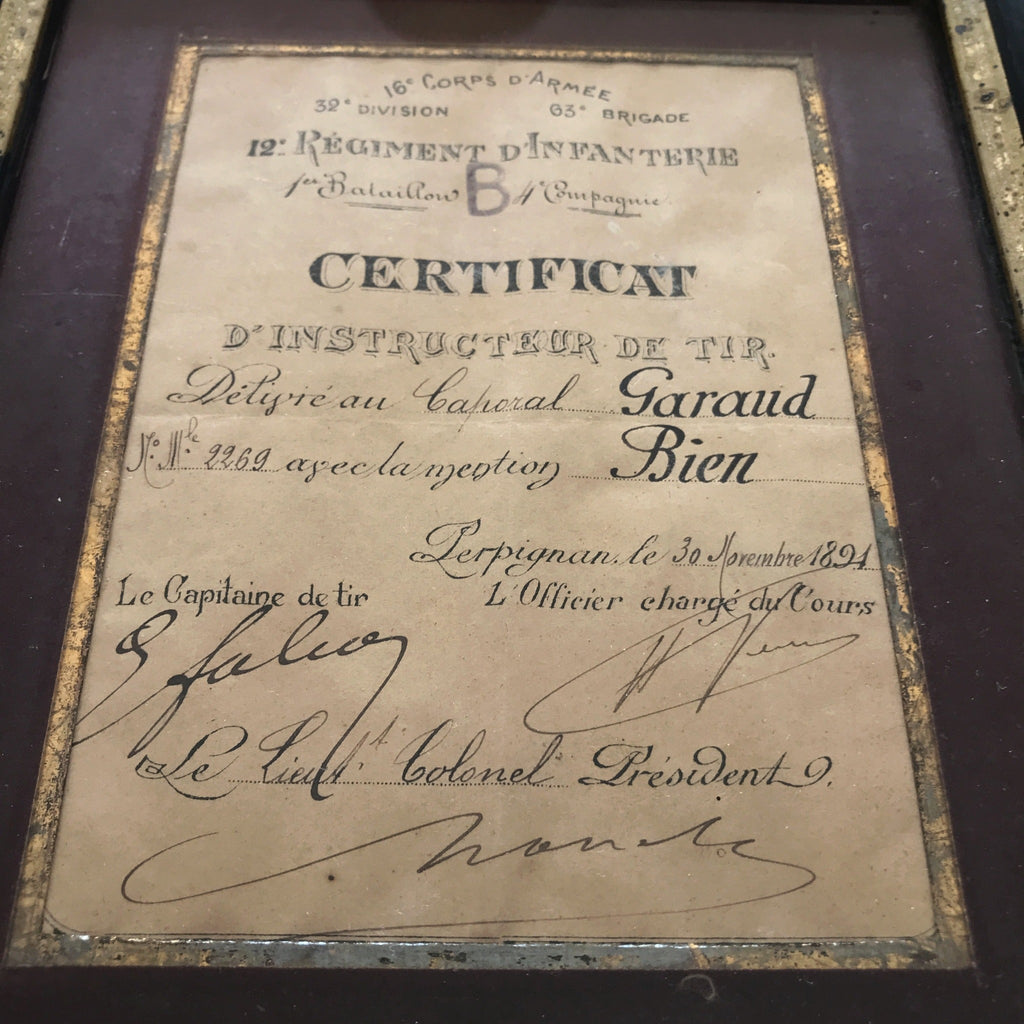 16e CORPS D'ARMÉE
32e DIVISION 63e BRIGADE
12e RÉGIMENT D'INFANTERIE
1er Bataillon B 4e Compagnie
CERTIFICAT
D'INSTRUCTEUR DE TIR.
Délivré au Caporal Garaud
No. Mle 2269 avec la mention Bien
Perpignan, le 30 Novembre 1891
Le Capitaine de tir L'Officier chargé du Cours
Le Lieut.t Colonel Président